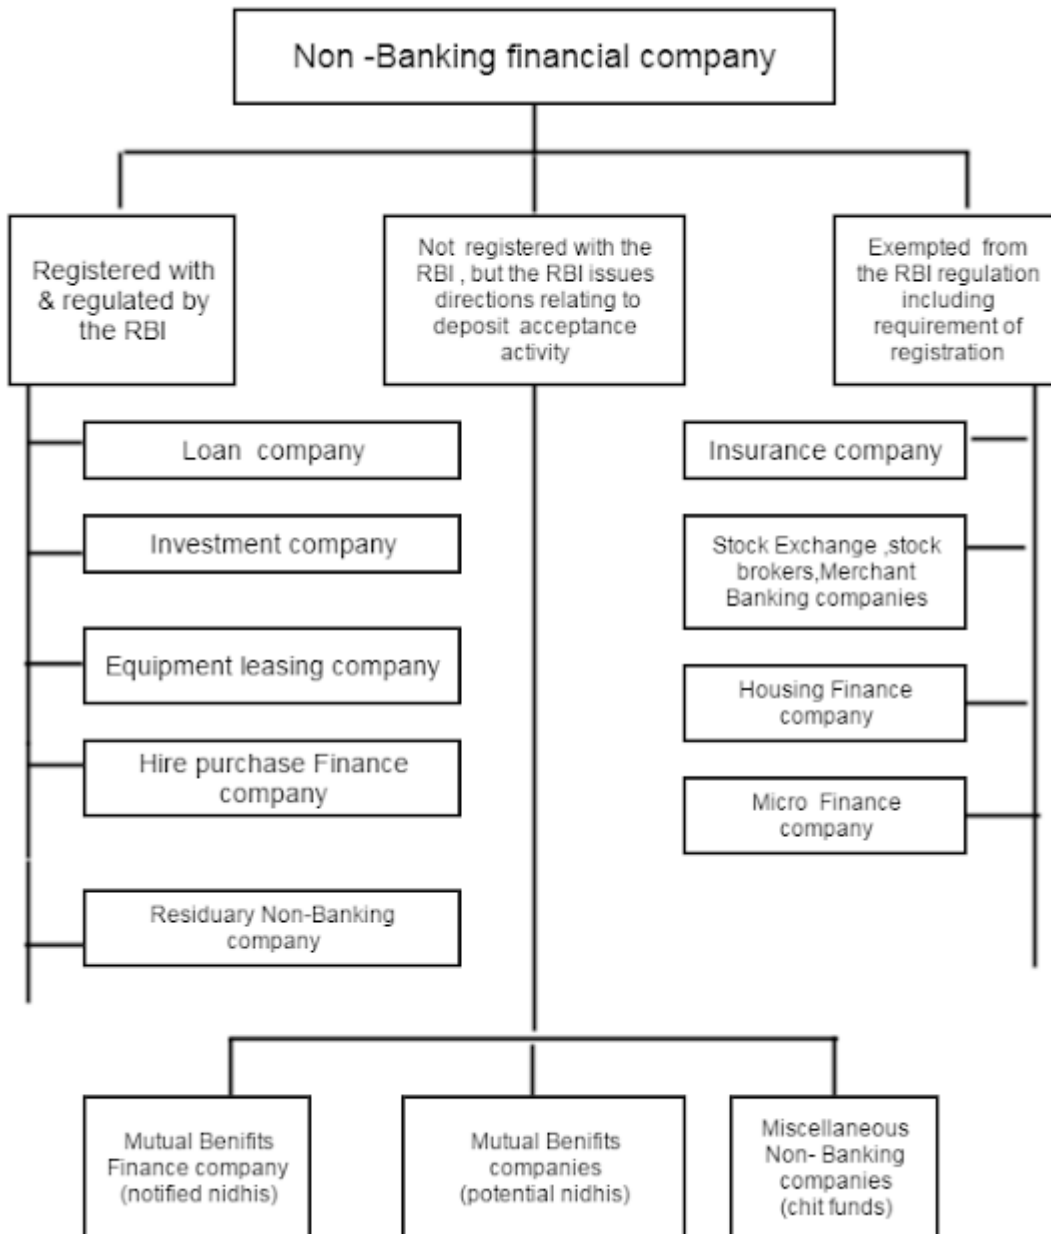 Non -Banking financial company
Registered with
& regulated by
the RBI
Not registered with the
RBI , but the RBI issues
directions relating to
deposit acceptance
activity
Exempted from
the RBI regulation
including
requirement of
registration
Loan company
Investment company
Equipment leasing company
Hire purchase Finance
company
Residuary Non-Banking
company
Insurance company
Stock Exchange ,stock
brokers,Merchant
Banking companies
Housing Finance
company
Micro Finance
company
Mutual Benifits
Finance company
(notified nidhis)
Mutual Benifits
companies
(potential nidhis)
Miscellaneous
Non- Banking
companies
(chit funds)